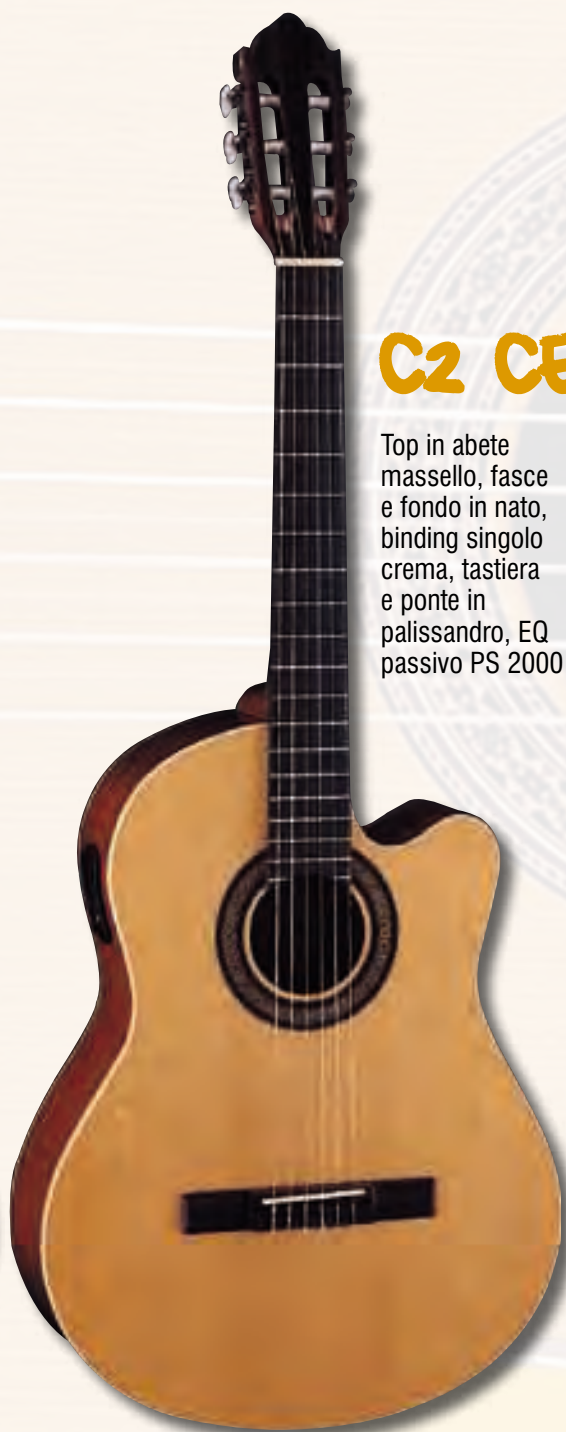 C2 CE
Top in abete
massello, fasce
e fondo in nato,
binding singolo
crema, tastiera
e ponte in
palissandro, EQ
passivo PS 2000